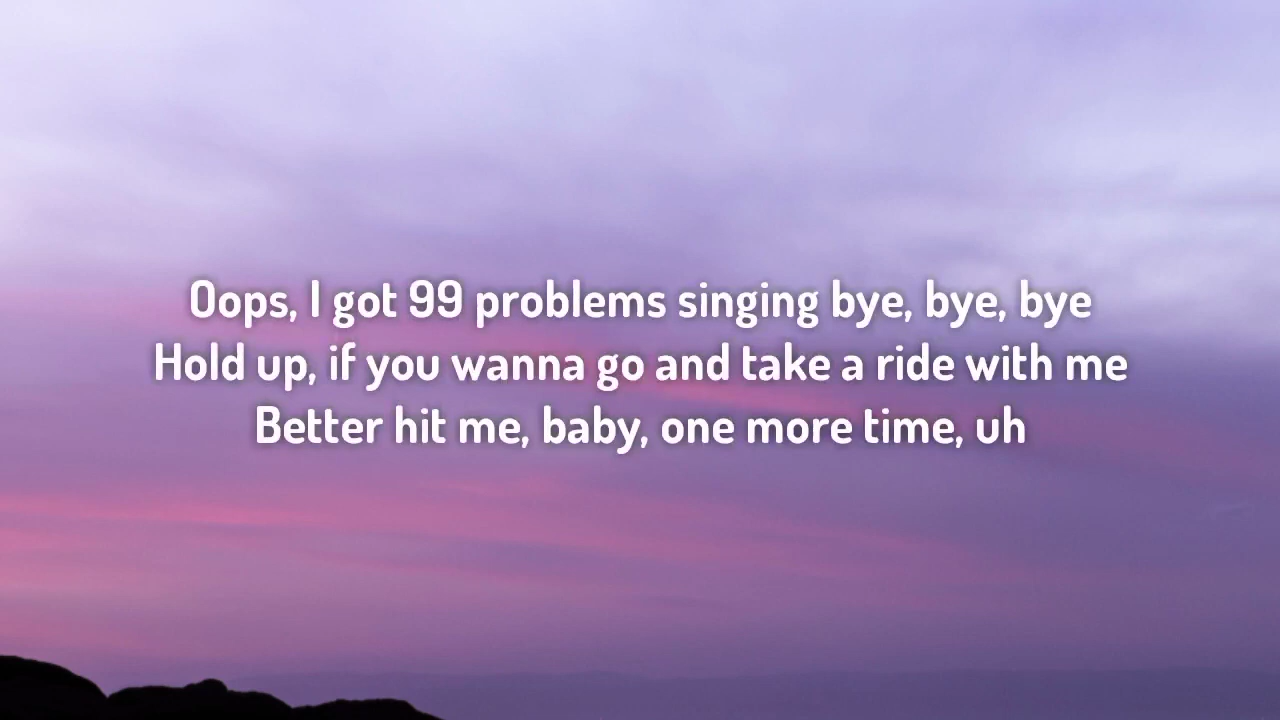 Oops, I got 99 problems singing bye, bye, bye
Hold up, if you wanna go and take a ride with me
Better hit me, baby, one more time, uh